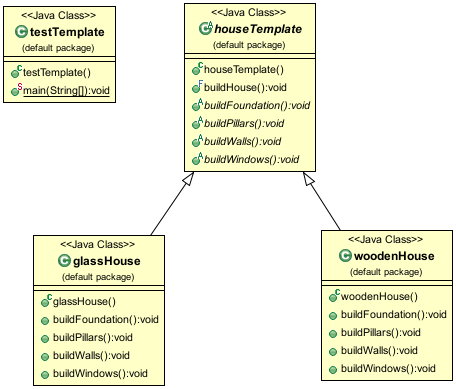 <<Java Class>>
testTemplate
(default package)
testTemplate()
main(String[]):void
<<Java Class>>
houseTemplate
(default package)
houseTemplate()
buildHouse():void
buildFoundation():void
buildPillars():void
buildWalls():void
buildWindows():void
<<Java Class>>
glassHouse
(default package)
glassHouse()
buildFoundation():void
buildPillars():void
buildWalls():void
buildWindows():void
<<Java Class>>
woodenHouse
(default package)
woodenHouse()
buildFoundation():void
buildPillars():void
buildWalls():void
buildWindows():void